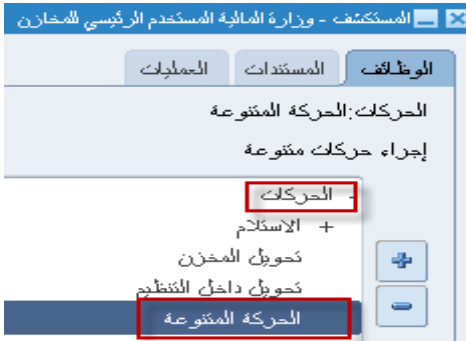 المستكشف - وزارة المالية المستخدم الرئيسي للمخازن
الوظائف المستندات العمليات
الحركات:الحركة المتنوعة
إجراء حركات متنوعة
- الحركات
+ الاستلام
تحويل المخزن
تحويل داخل التنظيم
الحركة المتنوعة